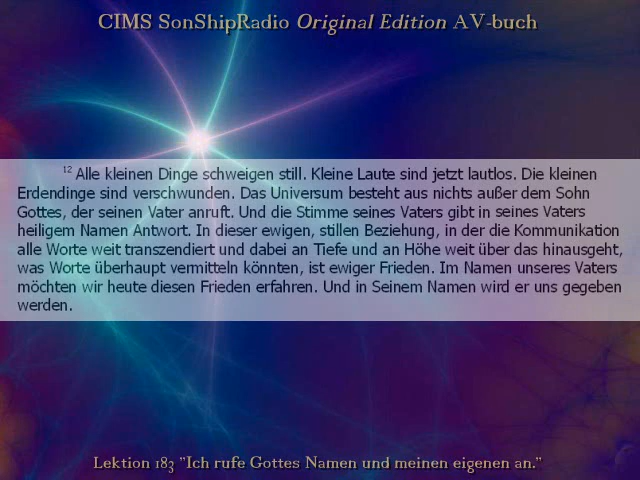 CIMS SonShipRadio Original Edition AV-buch
12 Alle kleinen Dinge schweigen still. Kleine Laute sind jetzt lautlos. Die kleinen
Erdendinge sind verschwunden. Das Universum besteht aus nichts außer dem Sohn
Gottes, der seinen Vater anruft. Und die Stimme seines Vaters gibt in seines Vaters
heiligem Namen Antwort. In dieser ewigen, stillen Beziehung, in der die Kommunikation
alle Worte weit transzendiert und dabei an Tiefe und an Höhe weit über das hinausgeht,
was Worte überhaupt vermitteln könnten, ist ewiger Frieden. Im Namen unseres Vaters
möchten wir heute diesen Frieden erfahren. Und in Seinem Namen wird er uns gegeben
werden.
Lektion 183 "Ich rufe Gottes Namen und meinen eigenen an."